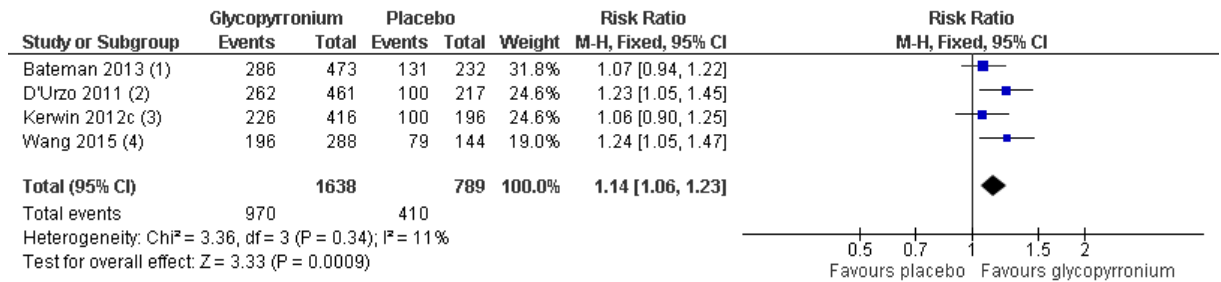 Glycopyrronium Placebo Risk Ratio Risk Ratio
Study or Subgroup Events Total Events Total Weight M-H, Fixed, 95% CI M-H, Fixed, 95% CI
Bateman 2013 (1) 286 473 131 232 31.8% 1.07 [0.94, 1.22]
D'Urzo 2011 (2) 262 461 100 217 24.6% 1.23 [1.05, 1.45]
Kerwin 2012c (3) 226 416 100 196 24.6% 1.06 [0.90, 1.25]
Wang 2015 (4) 196 288 79 144 19.0% 1.24 [1.05, 1.47]
Total (95% CI) 1638 789 100.0% 1.14 [1.06, 1.23]
Total events 970 410
Heterogeneity: Chi² = 3.36, df = 3 (P = 0.34); I² = 11%
Test for overall effect: Z = 3.33 (P = 0.0009)
0.5 0.7 1 1.5 2
Favours placebo Favours glycopyrronium